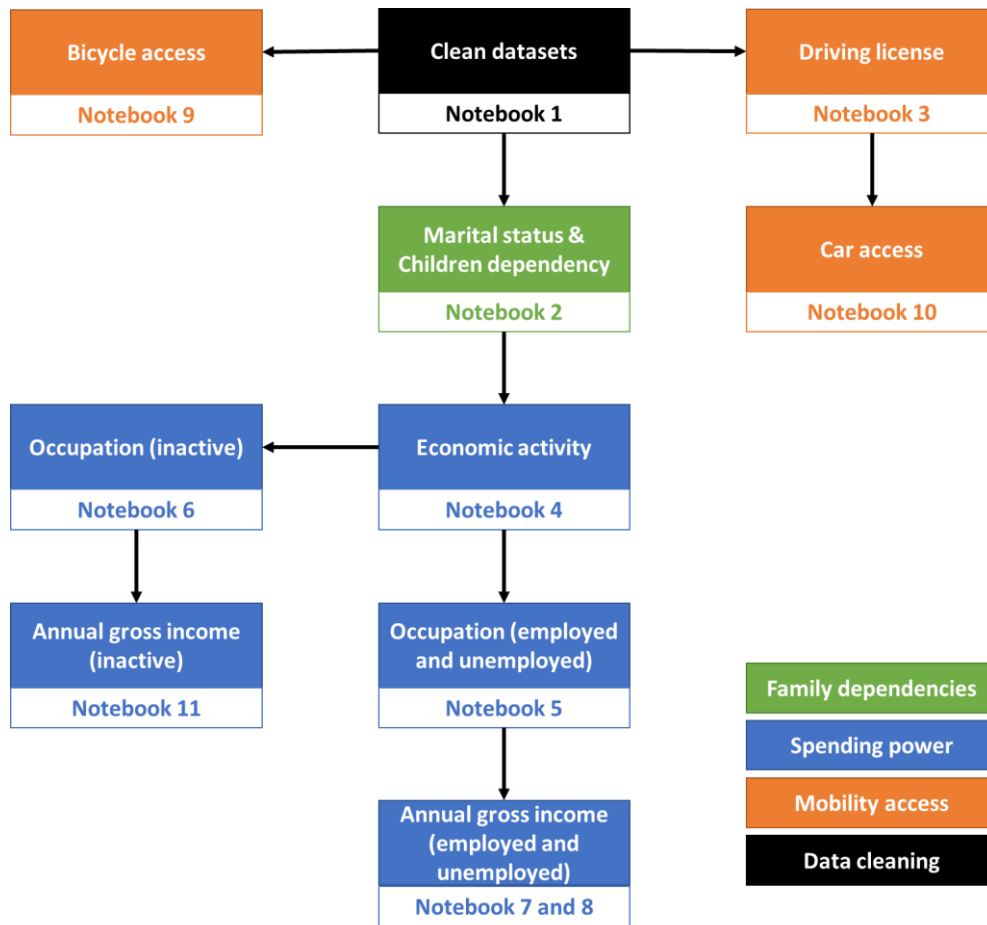 Bicycle access
Notebook 9
Clean datasets
Notebook 1
Driving license
Notebook 3
Marital status &
Children dependency
Notebook 2
Car access
Notebook 10
Occupation (inactive)
Notebook 6
Economic activity
Notebook 4
Annual gross income
(inactive)
Notebook 11
Occupation (employed
and unemployed)
Notebook 5
Annual gross income
(employed and
unemployed)
Notebook 7 and 8
Family dependencies
Spending power
Mobility access
Data cleaning